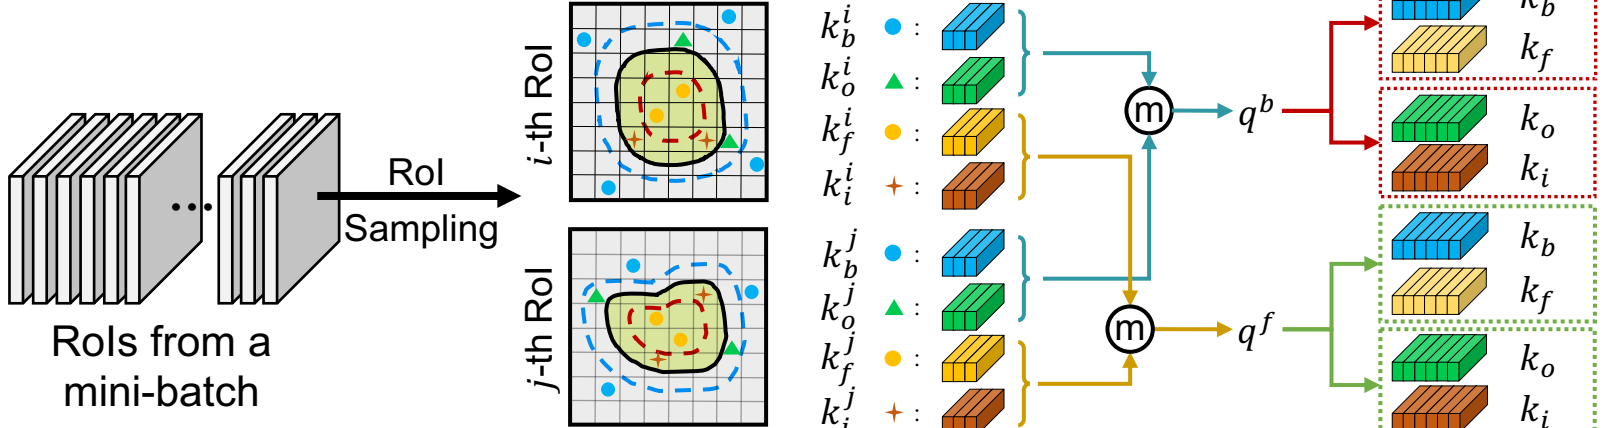 RoIs from a
mini-batch
RoI
Sampling
i-th RoI
j-th RoI
k_b^i :
k_o^i :
k_f^i :
k_i^i :
k_b^j :
k_o^j :
k_f^j :
k_i^j :
m
m
q^b
q^f
k_b
k_f
k_o
k_i
k_b
k_f
k_o
k_i